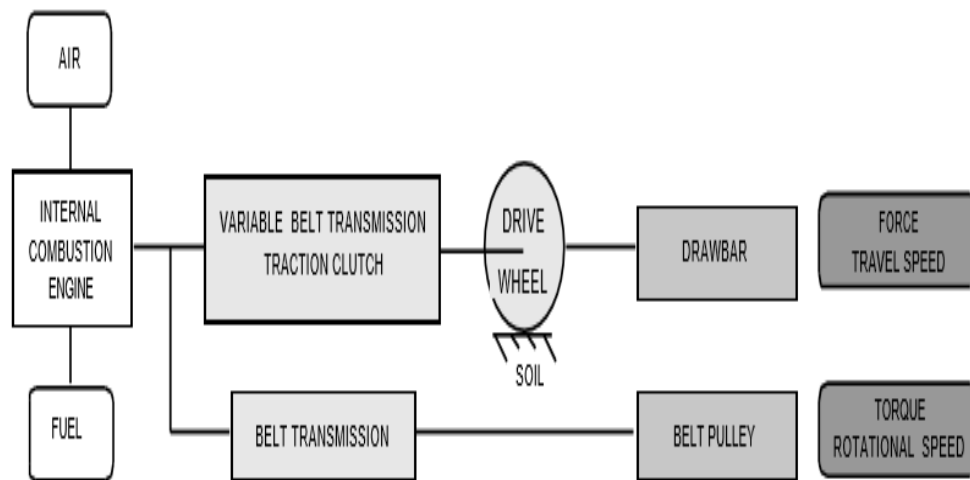 AIR
INTERNAL
COMBUSTION
ENGINE
FUEL
VARIABLE BELT TRANSMISSION
TRACTION CLUTCH
DRIVE
WHEEL
SOIL
DRAWBAR
FORCE
TRAVEL SPEED
BELT TRANSMISSION
BELT PULLEY
TORQUE
ROTATIONAL SPEED